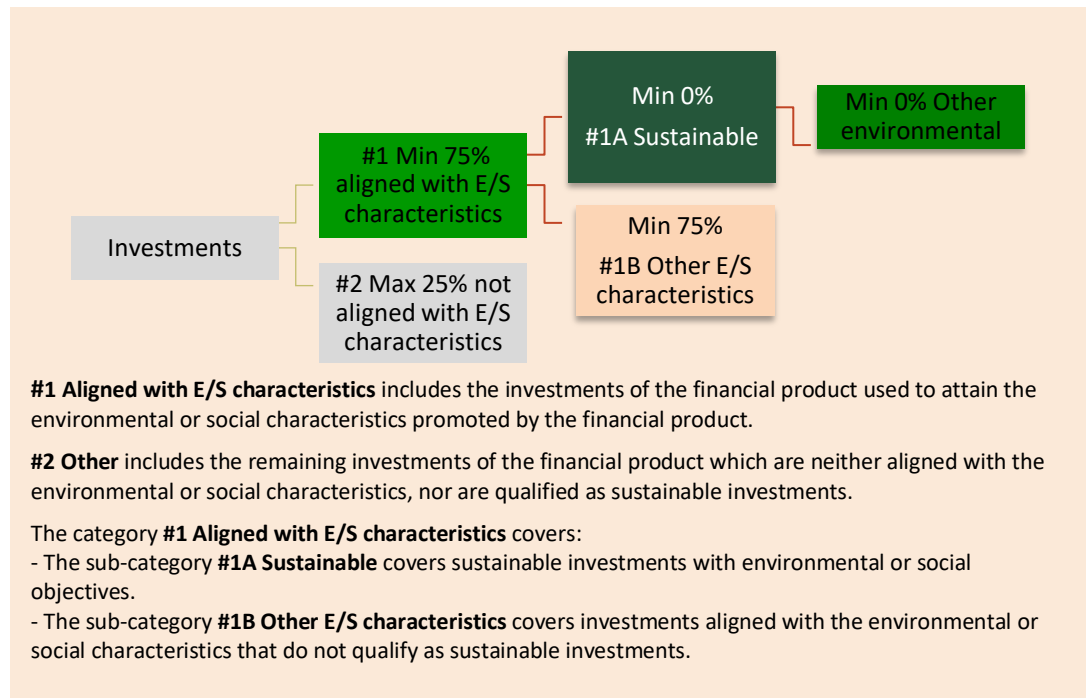 Min 0%
#1A Sustainable
Min 0% Other
environmental
#1 Min 75%
aligned with E/S
characteristics
Min 75%
#1B Other E/S
characteristics
Investments
#2 Max 25% not
aligned with E/S
characteristics
#1 Aligned with E/S characteristics includes the investments of the financial product used to attain the
environmental or social characteristics promoted by the financial product.
#2 Other includes the remaining investments of the financial product which are neither aligned with the
environmental or social characteristics, nor are qualified as sustainable investments.
The category #1 Aligned with E/S characteristics covers:
- The sub-category #1A Sustainable covers sustainable investments with environmental or social
objectives.
- The sub-category #1B Other E/S characteristics covers investments aligned with the environmental or
social characteristics that do not qualify as sustainable investments.